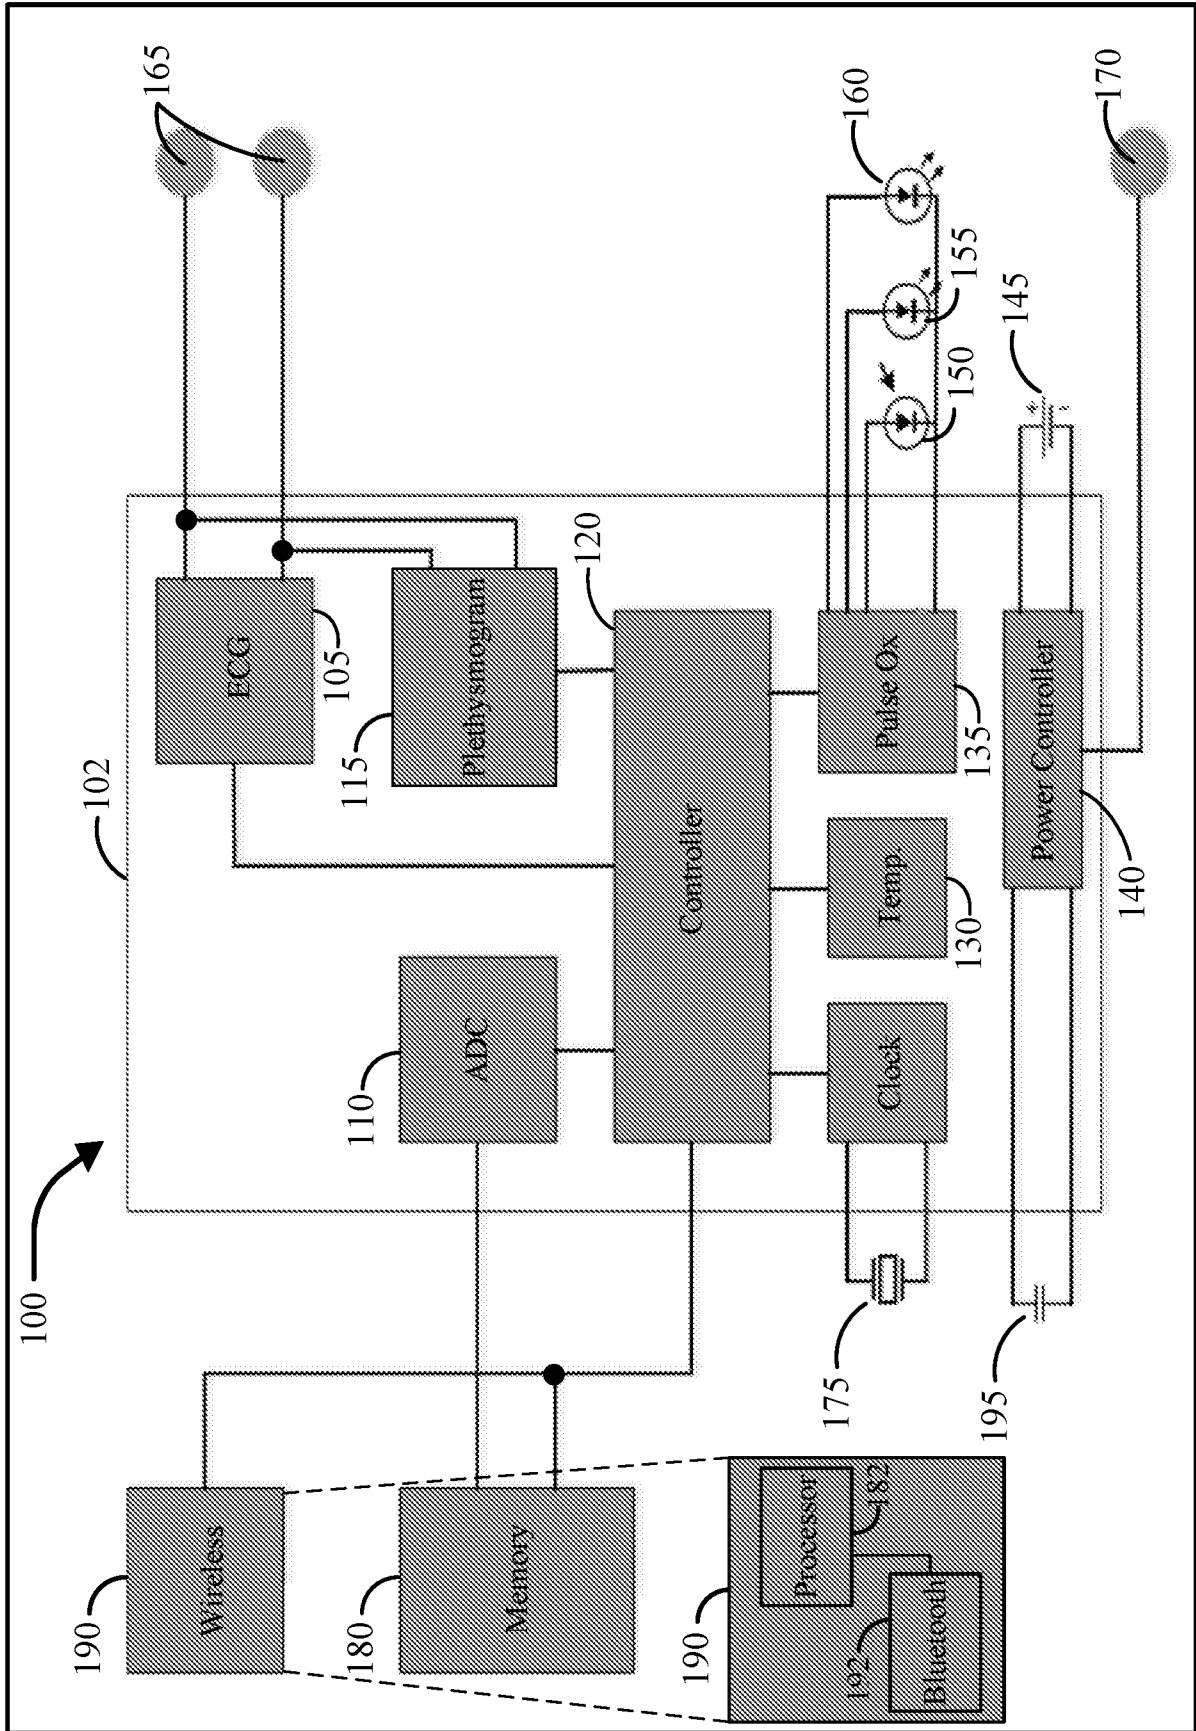 100
190
102
165
Wireless
ECG
105
180
110
115
Memory
ADC
Plethysmogram
120
190
Controller
Processor
182
192
Bluetooth
175
160
Clock
Temp.
Pulse Ox
130
135
150
155
195
145
Power Controller
140
170